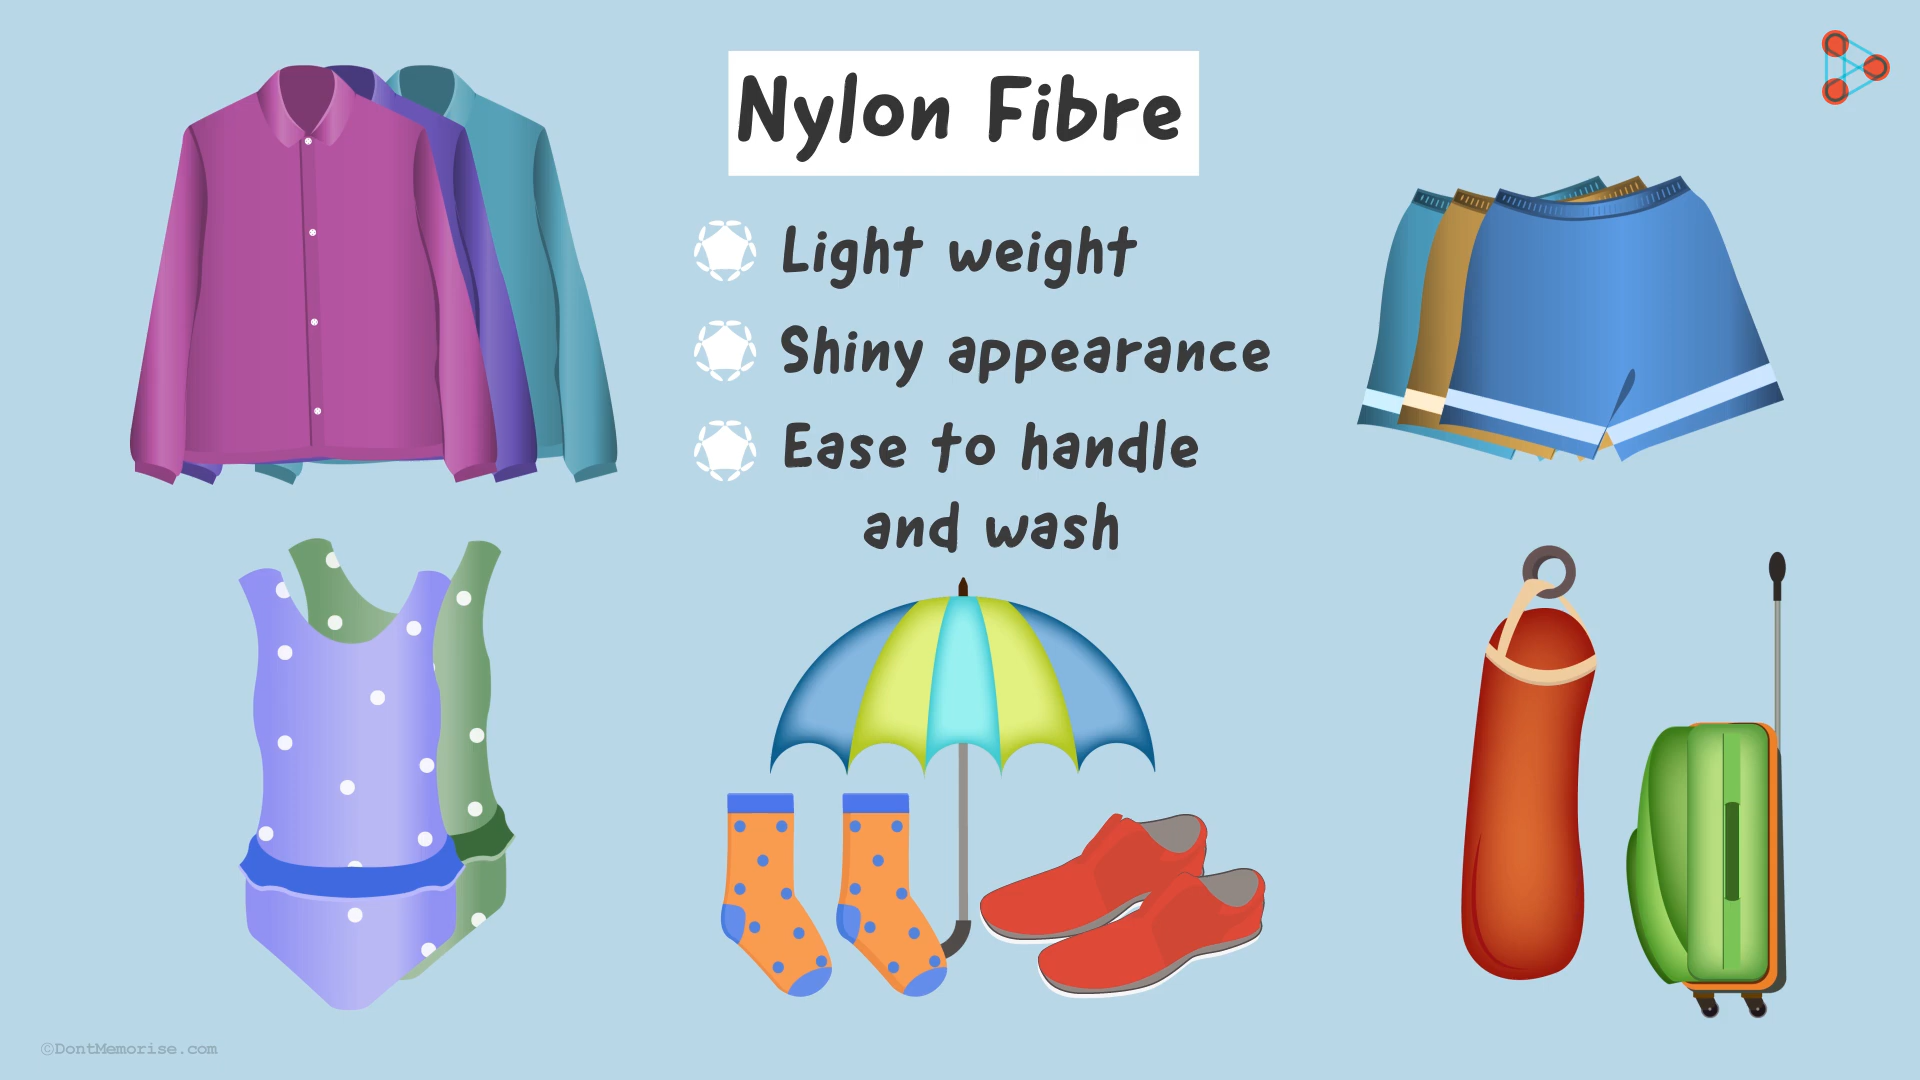 Nylon Fibre
Light weight
Shiny appearance
Ease to handle
and wash
©DontMemorise.com